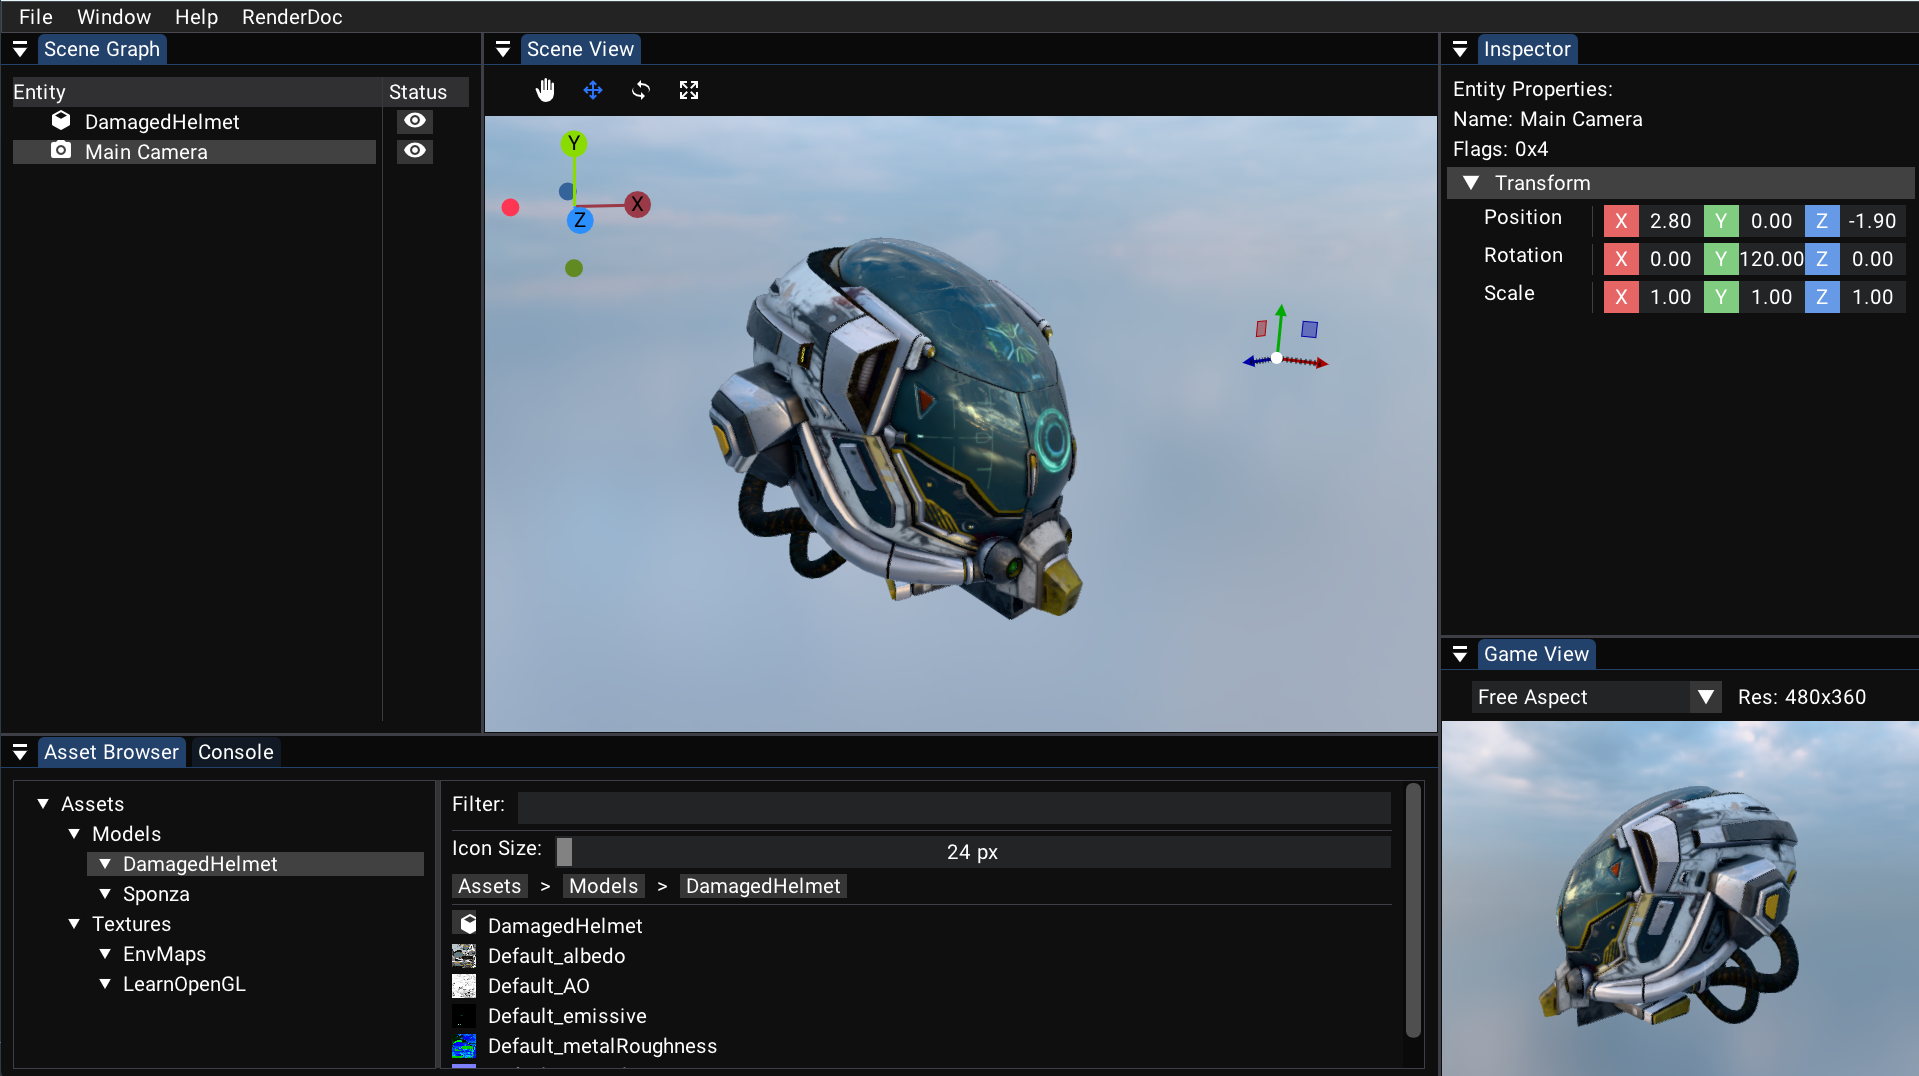 File Window Help RenderDoc
Scene Graph
Entity Status
DamagedHelmet
Main Camera
Scene View
Y
X
Z
Inspector
Entity Properties:
Name: Main Camera
Flags: 0x4
Transform
Position X 2.80 Y 0.00 Z -1.90
Rotation X 0.00 Y 120.00 Z 0.00
Scale X 1.00 Y 1.00 Z 1.00
Game View
Free Aspect Res: 480x360
Asset Browser Console
Assets
Models
DamagedHelmet
Sponza
Textures
EnvMaps
LearnOpenGL
Filter:
Icon Size: 24 px
Assets > Models > DamagedHelmet
DamagedHelmet
Default_albedo
Default_AO
Default_emissive
Default_metalRoughness